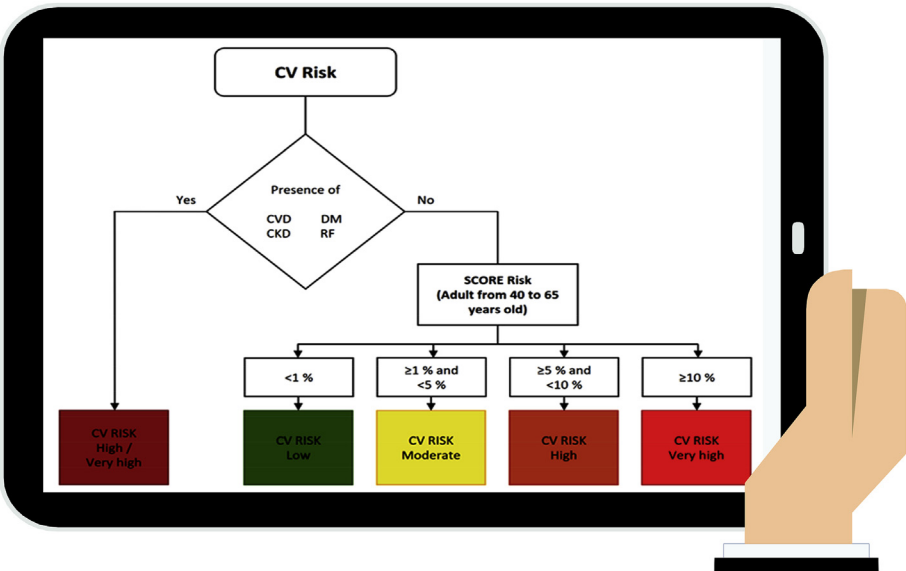 CV Risk
Presence of
CVD DM
CKD RF
Yes
No
SCORE Risk
(Adult from 40 to 65
years old)
<1 %
≥1 % and
<5 %
≥5 % and
<10 %
≥10 %
CV RISK
High /
Very high
CV RISK
Low
CV RISK
Moderate
CV RISK
High
CV RISK
Very high